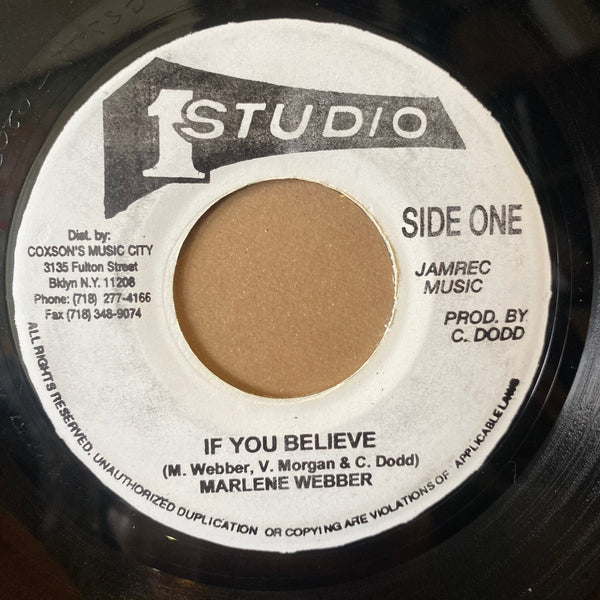 1 STUDIO
SIDE ONE
Dist. by:
COXSON'S MUSIC CITY
3135 Fulton Street
Bklyn N.Y. 11208
Phone: (718) 277-4166
Fax (718) 348-9074
JAMREC
MUSIC
PROD. BY
C. DODD
IF YOU BELIEVE
(M. Webber, V. Morgan & C. Dodd)
MARLENE WEBBER
ALL RIGHTS RESERVED. UNAUTHORIZED DUPLICATION OR COPYING ARE VIOLATIONS OF APPLICABLE LAWS